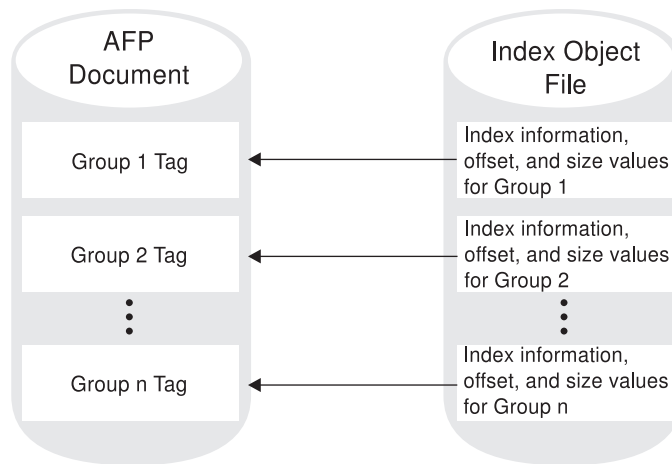 AFP
Document
Group 1 Tag
Group 2 Tag
Group n Tag
Index Object
File
Index information,
offset, and size values
for Group 1
Index information,
offset, and size values
for Group 2
Index information,
offset, and size values
for Group n